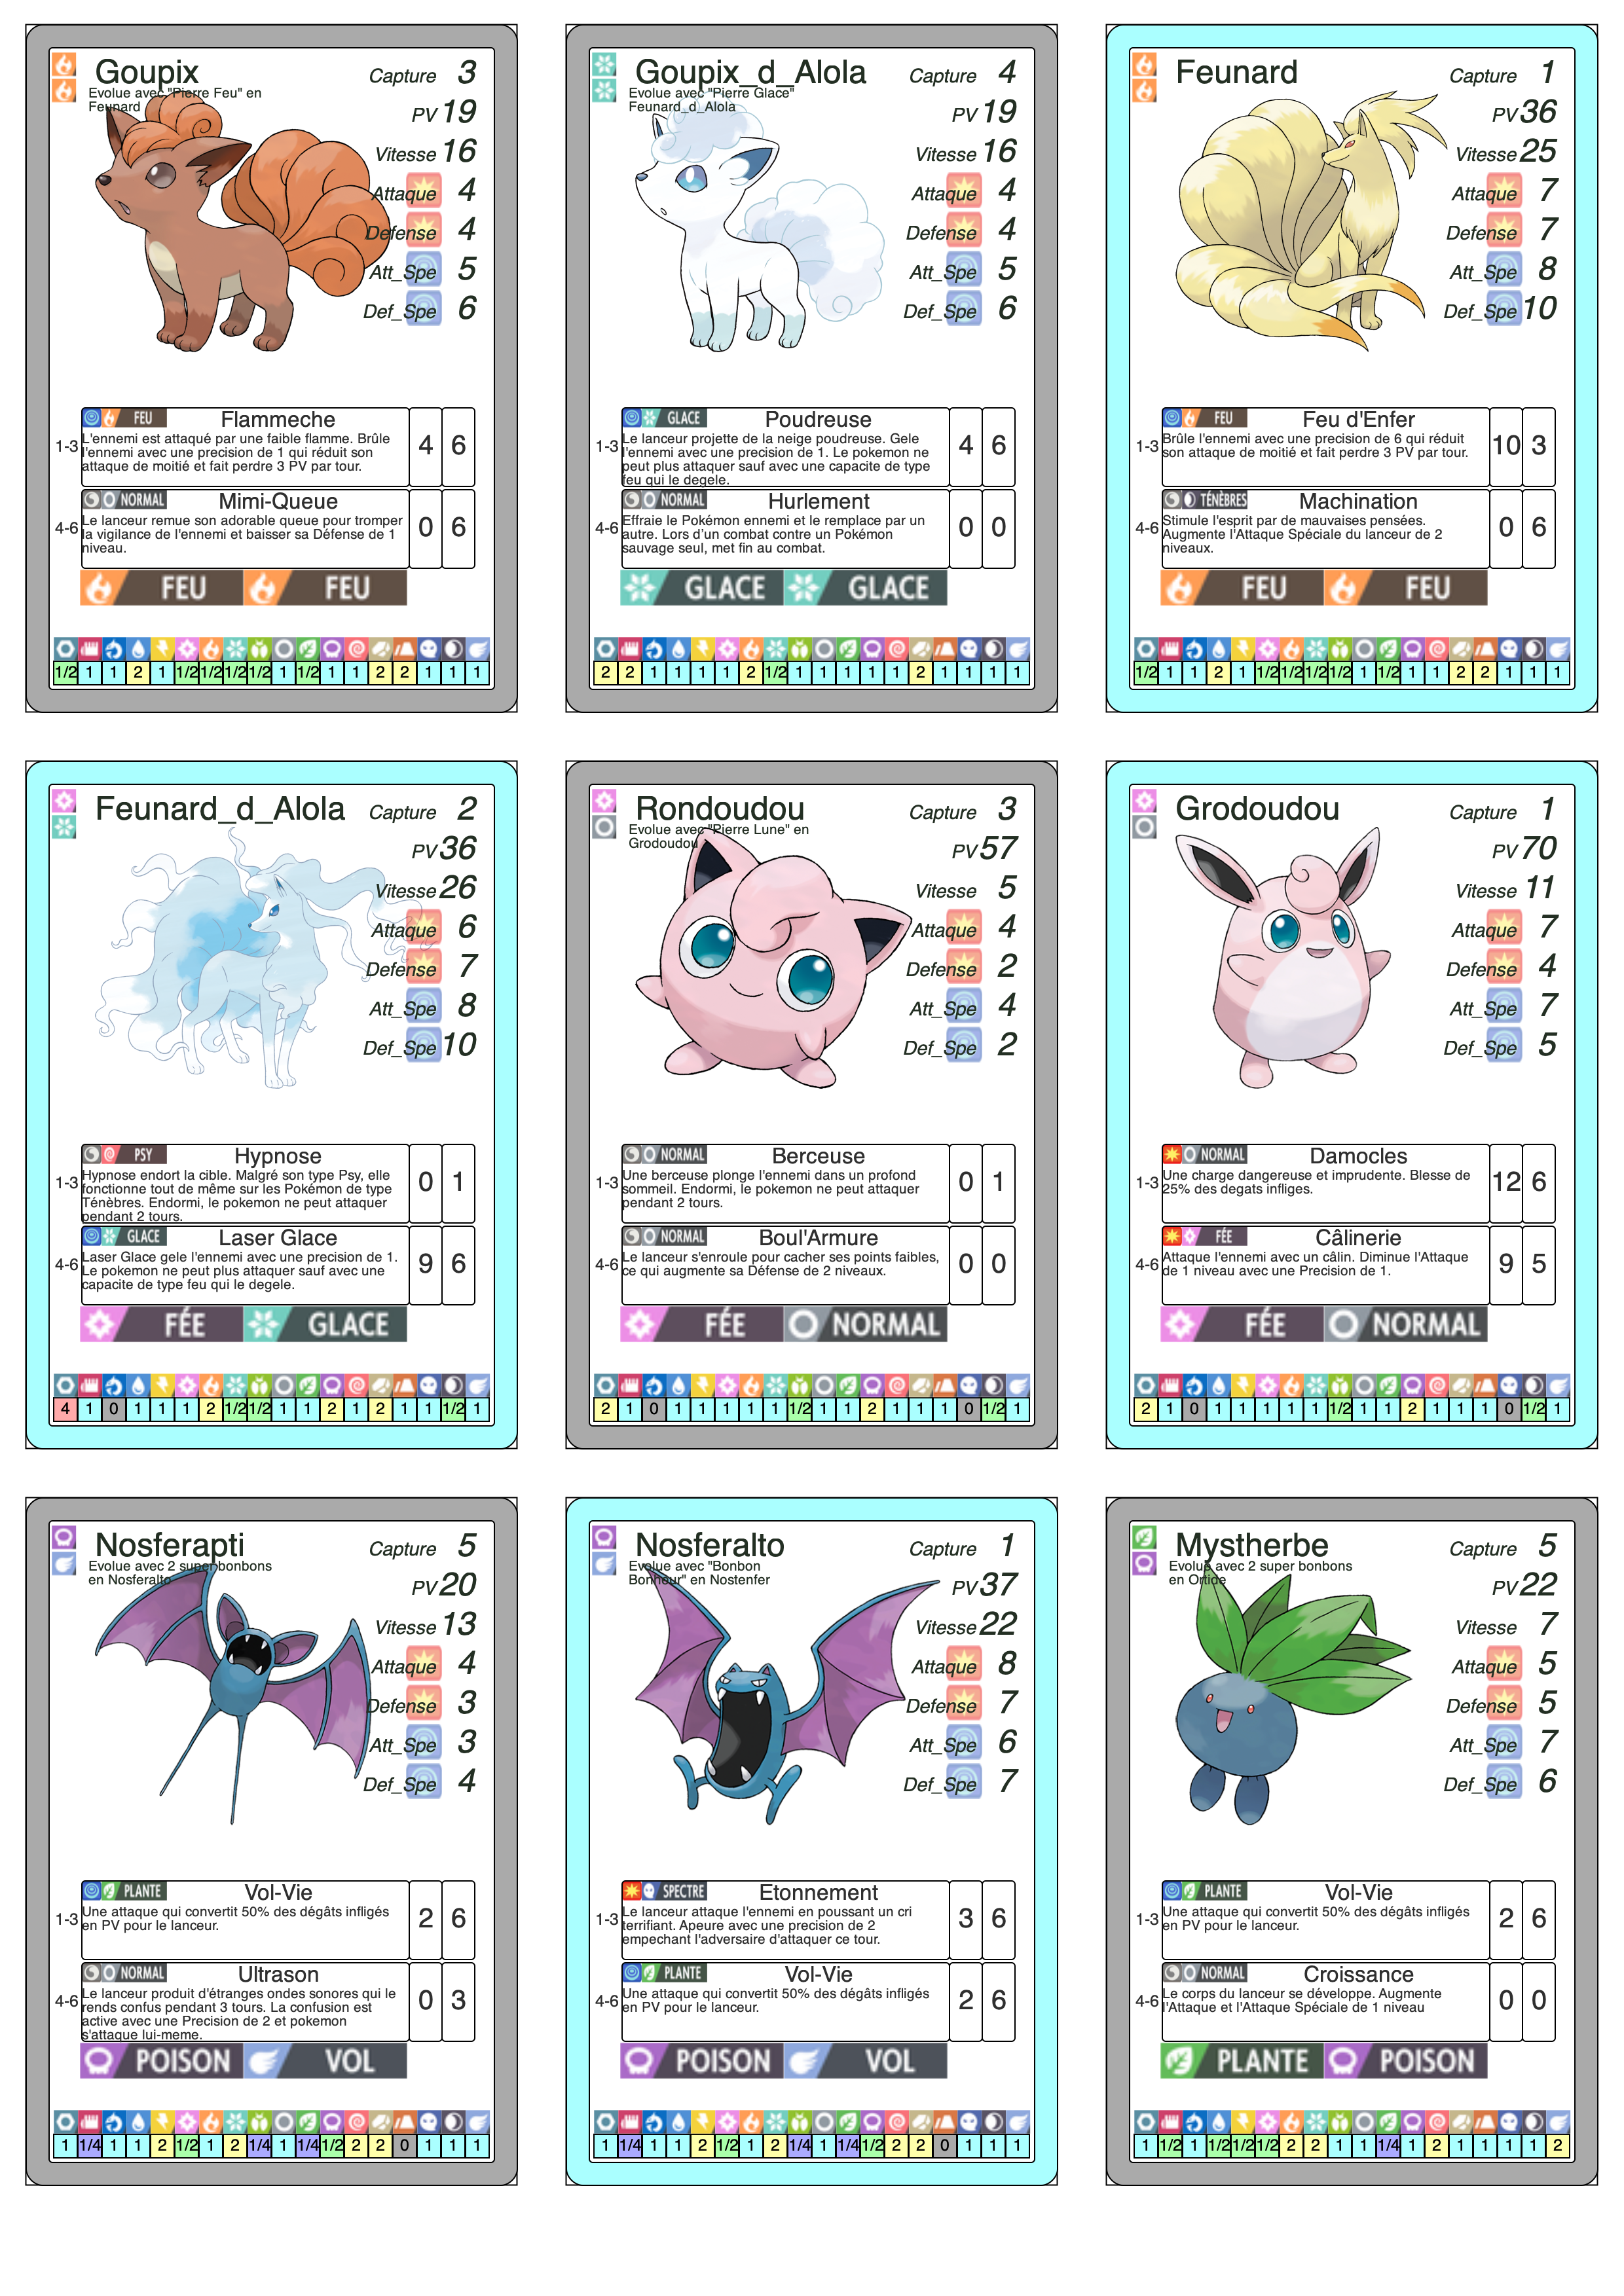 Goupix
Capture 3
Evolue avec "Pierre Feu" en
Feunard
PV 19
Vitesse 16
Attaque 4
Defense 4
Att_Spe 5
Def_Spe 6
FEU Flammeche
1-3 L'ennemi est attaqué par une faible flamme. Brûle 4 6
l'ennemi avec une precision de 1 qui réduit son
attaque de moitié et fait perdre 3 PV par tour.
NORMAL Mimi-Queue
4-6 Le lanceur remue son adorable queue pour tromper 0 6
la vigilance de l'ennemi et baisser sa Défense de 1
niveau.
FEU FEU
1/2 1 1 2 1 1/2 1/2 1/2 1/2 1 1/2 1 1 2 2 1 1 1
Goupix_d_Alola
Capture 4
Evolue avec "Pierre Glace"
Feunard_d_Alola
PV 19
Vitesse 16
Attaque 4
Defense 4
Att_Spe 5
Def_Spe 6
GLACE Poudreuse
1-3 Le lanceur projette de la neige poudreuse. Gele 4 6
l'ennemi avec une precision de 1. Le pokemon ne
peut plus attaquer sauf avec une capacite de type
feu qui le degele.
NORMAL Hurlement
4-6 Effraie le Pokémon ennemi et le remplace par un 0 0
autre. Lors d'un combat contre un Pokémon
sauvage seul, met fin au combat.
GLACE GLACE
2 2 1 1 1 1 2 1/2 1 1 1 1 1 2 1 1 1 1
Feunard
Capture 1
PV 36
Vitesse 25
Attaque 7
Defense 7
Att_Spe 8
Def_Spe 10
FEU Feu d'Enfer
1-3 Brûle l'ennemi avec une precision de 6 qui réduit 10 3
son attaque de moitié et fait perdre 3 PV par tour.
TÉNÈBRES Machination
4-6 Stimule l'esprit par de mauvaises pensées. 0 6
Augmente l'Attaque Spéciale du lanceur de 2
niveaux.
FEU FEU
1/2 1 1 2 1 1/2 1/2 1/2 1/2 1 1/2 1 1 2 2 1 1 1
Feunard_d_Alola
Capture 2
PV 36
Vitesse 26
Attaque 6
Defense 7
Att_Spe 8
Def_Spe 10
PSY Hypnose
1-3 Hypnose endort la cible. Malgré son type Psy, elle 0 1
fonctionne tout de même sur les Pokémon de type
Ténèbres. Endormi, le pokemon ne peut attaquer
pendant 2 tours.
GLACE Laser Glace
4-6 Laser Glace gele l'ennemi avec une precision de 1. 9 6
Le pokemon ne peut plus attaquer sauf avec une
capacite de type feu qui le degele.
FÉE GLACE
4 1 0 1 1 1 2 1/2 1/2 1 1 2 1 2 1 1 1/2 1
Rondoudou
Capture 3
Evolue avec "Pierre Lune" en
Grodoudou
PV 57
Vitesse 5
Attaque 4
Defense 2
Att_Spe 4
Def_Spe 2
NORMAL Berceuse
1-3 Une berceuse plonge l'ennemi dans un profond 0 1
sommeil. Endormi, le pokemon ne peut attaquer
pendant 2 tours.
NORMAL Boul'Armure
4-6 Le lanceur s'enroule pour cacher ses points faibles, 0 0
ce qui augmente sa Défense de 2 niveaux.
FÉE NORMAL
2 1 0 1 1 1 1 1 1/2 1 1 2 1 1 1 0 1/2 1
Grodoudou
Capture 1
PV 70
Vitesse 11
Attaque 7
Defense 4
Att_Spe 7
Def_Spe 5
NORMAL Damocles
1-3 Une charge dangereuse et imprudente. Blesse de 12 6
25% des degats infliges.
FÉE Câlinerie
4-6 Attaque l'ennemi avec un câlin. Diminue l'Attaque 9 5
de 1 niveau avec une Precision de 1.
FÉE NORMAL
2 1 0 1 1 1 1 1 1/2 1 1 2 1 1 1 0 1/2 1
Nosferapti
Capture 5
Evolue avec 2 super bonbons
en Nosferalto
PV 20
Vitesse 13
Attaque 4
Defense 3
Att_Spe 3
Def_Spe 4
PLANTE Vol-Vie
1-3 Une attaque qui convertit 50% des dégâts infligés 2 6
en PV pour le lanceur.
NORMAL Ultrason
4-6 Le lanceur produit d'étranges ondes sonores qui le 0 3
rends confus pendant 3 tours. La confusion est
active avec une Precision de 2 et pokemon
s'attaque lui-meme.
POISON VOL
1 1/4 1 1 2 1/2 1 2 1/4 1 1/4 1/2 2 2 0 1 1 1
Nosferalto
Capture 1
Evolue avec "Bonbon
Bonheur" en Nostenfer
PV 37
Vitesse 22
Attaque 8
Defense 7
Att_Spe 6
Def_Spe 7
SPECTRE Etonnement
1-3 Le lanceur attaque l'ennemi en poussant un cri 3 6
terrifiant. Apeure avec une precision de 2
empechant l'adversaire d'attaquer ce tour.
PLANTE Vol-Vie
4-6 Une attaque qui convertit 50% des dégâts infligés 2 6
en PV pour le lanceur.
POISON VOL
1 1/4 1 1 2 1/2 1 2 1/4 1 1/4 1/2 2 2 0 1 1 1
Mystherbe
Capture 5
Evolue avec 2 super bonbons
en Ortide
PV 22
Vitesse 7
Attaque 5
Defense 5
Att_Spe 7
Def_Spe 6
PLANTE Vol-Vie
1-3 Une attaque qui convertit 50% des dégâts infligés 2 6
en PV pour le lanceur.
NORMAL Croissance
4-6 Le corps du lanceur se développe. Augmente 0 0
l'Attaque et l'Attaque Spéciale de 1 niveau
PLANTE POISON
1 1/2 1 1/2 1/2 1/2 2 2 1 1 1/4 1 2 1 1 1 1 2